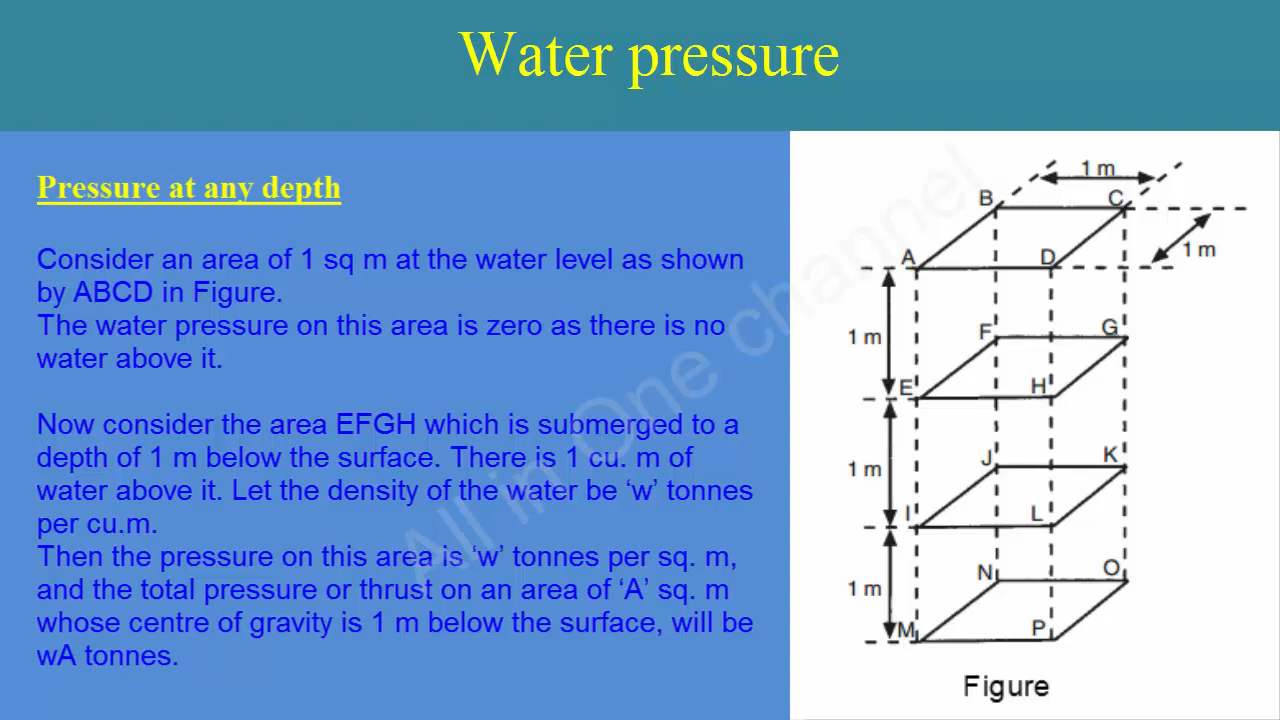 Water pressure
Pressure at any depth
Consider an area of 1 sq m at the water level as shown
by ABCD in Figure.
The water pressure on this area is zero as there is no
water above it.
Now consider the area EFGH which is submerged to a
depth of 1 m below the surface. There is 1 cu. m of
water above it. Let the density of the water be ‘w’ tonnes
per cu.m.
Then the pressure on this area is ‘w’ tonnes per sq. m,
and the total pressure or thrust on an area of ‘A’ sq. m
whose centre of gravity is 1 m below the surface, will be
wA tonnes.
All in One channel
1 m
B C
1 m
A D
F G
1 m
E H
J K
1 m
I L
N O
1 m
M P
Figure